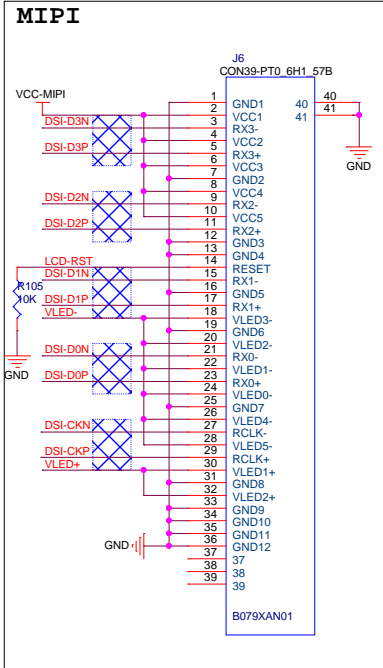 MIPI
J6
CON39-PT0_6H1_57B
VCC-MIPI
1 GND1 40 40
2 VCC1 41 41
DSI-D3N 3 RX3-
4 VCC2
DSI-D3P 5 RX3+
6 VCC3
7 GND2 GND
8 VCC4
DSI-D2N 9 RX2-
10 VCC5
DSI-D2P 11 RX2+
12 GND3
13 GND4
LCD-RST 14 RESET
DSI-D1N 15 RX1-
R105 16 GND5
10K
DSI-D1P 17 RX1+
VLED- 18 VLED3-
19 GND6
20 VLED2-
DSI-D0N 21 RX0-
22 VLED1-
GND
DSI-D0P 23 RX0+
24 VLED0-
25 GND7
26 VLED4-
DSI-CKN 27 RCLK-
28 VLED5-
DSI-CKP 29 RCLK+
VLED+ 30 VLED1+
31 GND8
32 VLED2+
33 GND9
34 GND10
35 GND11
GND 36 GND12
37 37
38 38
39 39
B079XAN01